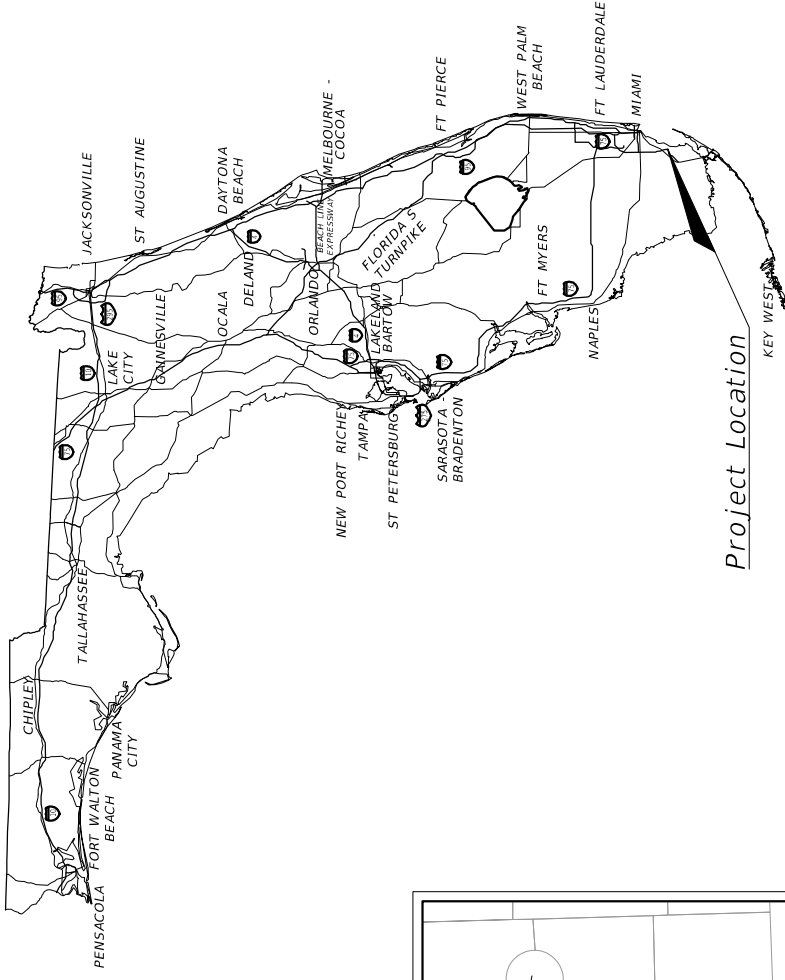 PENSACOLA
FORT WALTON
BEACH
PANAMA
CITY
CHIPLEY
TALLAHASSEE
LAKE
CITY
GAINESVILLE
JACKSONVILLE
ST AUGUSTINE
OCALA
DELAND
DAYTONA
BEACH
ORLANDO
BEACH LINE
EXPRESSWAY
MELBOURNE -
COCOA
FLORIDA S
TURNPIKE
LAKELAND
BARTOW
NEW PORT RICHEY
TAMPA
ST PETERSBURG
SARASOTA
BRADENTON
FT PIERCE
WEST PALM
BEACH
FT LAUDERDALE
MIAMI
FT MYERS
NAPLES
KEY WEST
Project Location